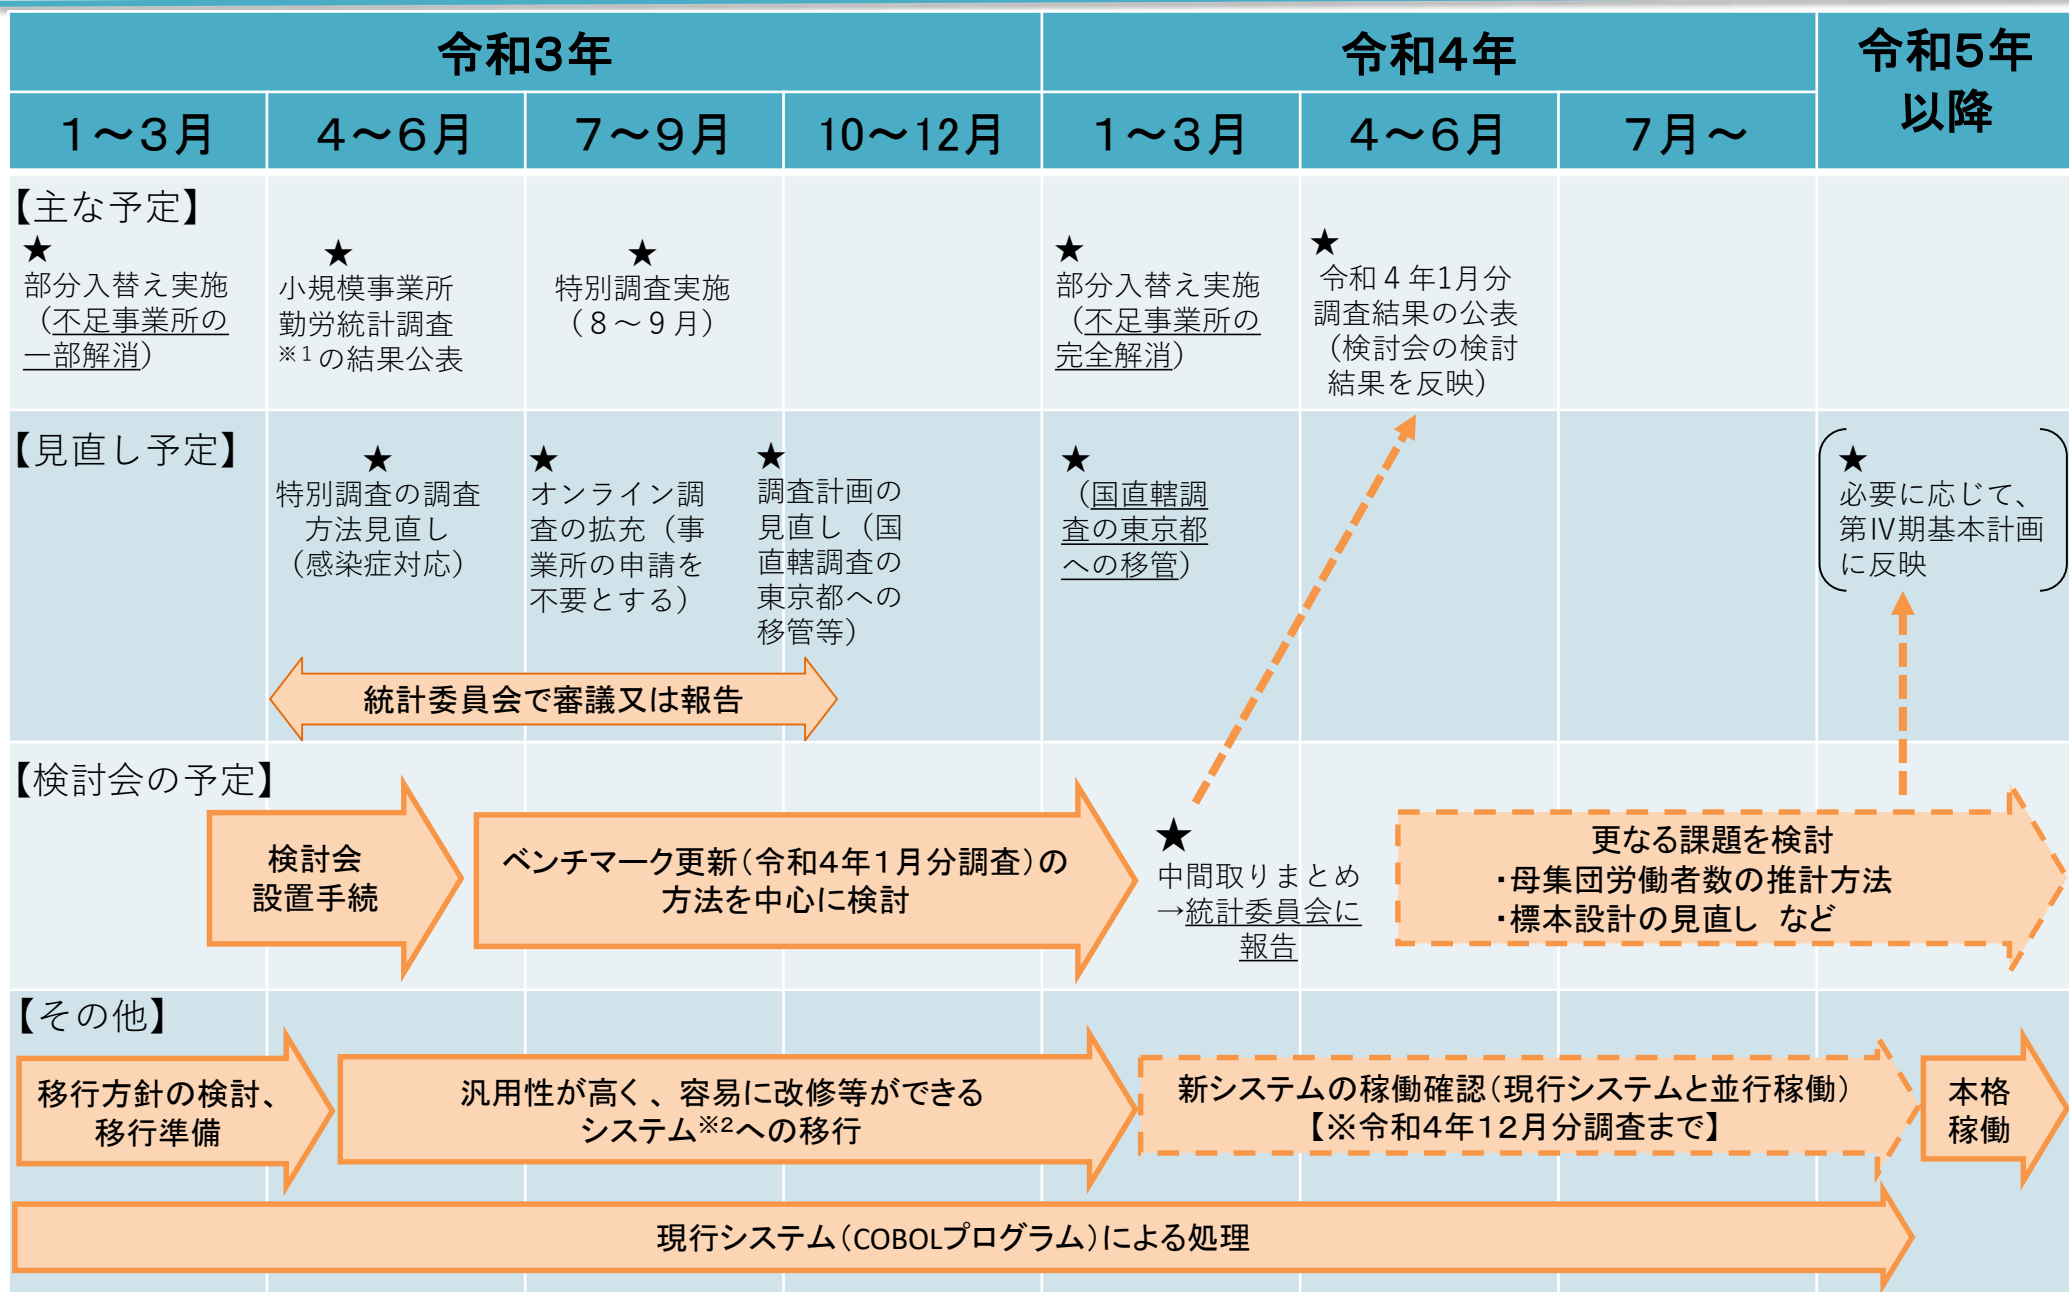 令和３年
令和４年
令和５年
以降
１～３月
４～６月
７～９月
10～12月
１～３月
４～６月
７月～
【主な予定】
★
部分入替え実施
（不足事業所の
一部解消）
★
小規模事業所
勤労統計調査
※１の結果公表
★
特別調査実施
（８～９月）
★
部分入替え実施
（不足事業所の
完全解消）
★
令和４年1月分
調査結果の公表
（検討会の検討
結果を反映）
【見直し予定】
★
特別調査の調査
方法見直し
（感染症対応）
★
オンライン調
査の拡充（事
業所の申請を
不要とする）
★
調査計画の
見直し（国
直轄調査の
東京都への
移管等）
★
（国直轄調
査の東京都
への移管）
★
必要に応じて、
第Ⅳ期基本計画
に反映
統計委員会で審議又は報告
【検討会の予定】
検討会
設置手続
ベンチマーク更新（令和４年１月分調査）の
方法を中心に検討
★
中間取りまとめ
→統計委員会に
報告
更なる課題を検討
・母集団労働者数の推計方法
・標本設計の見直し　など
【その他】
移行方針の検討、
移行準備
汎用性が高く、容易に改修等ができる
システム※２への移行
新システムの稼働確認（現行システムと並行稼働）
【※令和４年１２月分調査まで】
本格
稼働
現行システム（COBOLプログラム）による処理